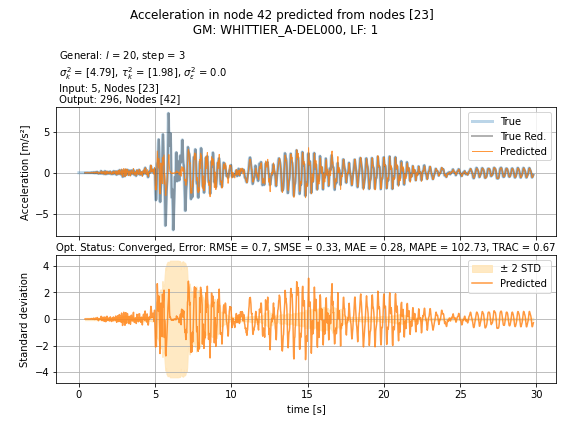 Acceleration in node 42 predicted from nodes [23]
GM: WHITTIER_A-DEL000, LF: 1
General: l = 20, step = 3
σ²ₖ = [4.79], τ²ₖ = [1.98], σ²ε = 0.0
Input: 5, Nodes [23]
Output: 296, Nodes [42]
Acceleration [m/s²]
5
0
−5
True
True Red.
Predicted
Opt. Status: Converged, Error: RMSE = 0.7, SMSE = 0.33, MAE = 0.28, MAPE = 102.73, TRAC = 0.67
Standard deviation
4
2
0
−2
−4
± 2 STD
Predicted
0 5 10 15 20 25 30
time [s]